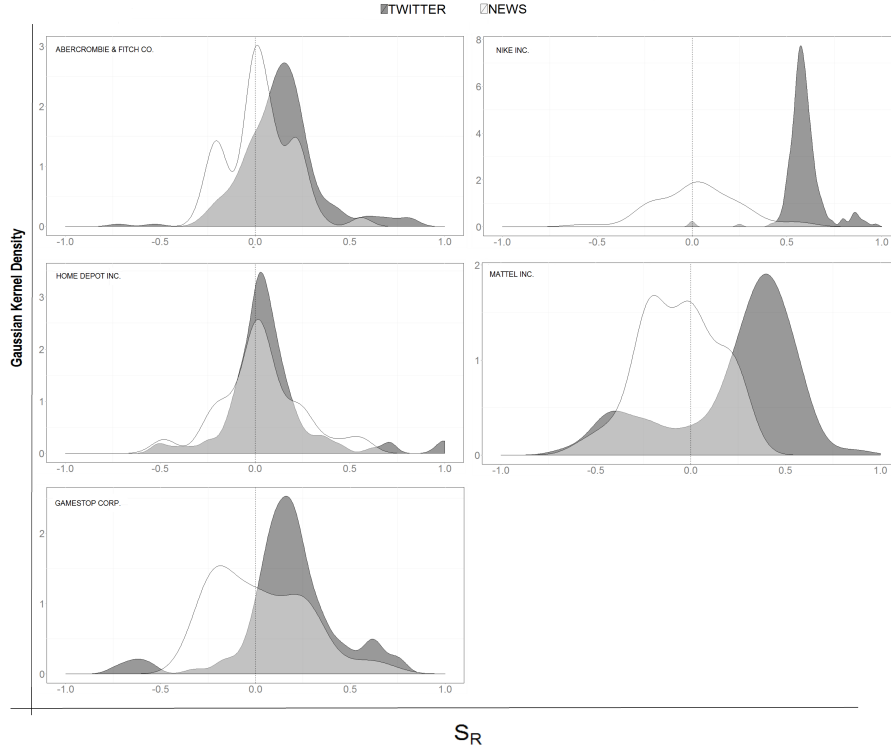 TWITTER NEWS
ABERCROMBIE & FITCH CO.
3
2
1
0
-1.0 -0.5 0.0 0.5 1.0
NIKE INC.
8
6
4
2
0
-1.0 -0.5 0.0 0.5 1.0
Gaussian Kernel Density
HOME DEPOT INC.
3
2
1
0
-1.0 -0.5 0.0 0.5 1.0
MATTEL INC.
2
1
0
-1.0 -0.5 0.0 0.5 1.0
GAMESTOP CORP.
2
1
0
-1.0 -0.5 0.0 0.5 1.0
SR